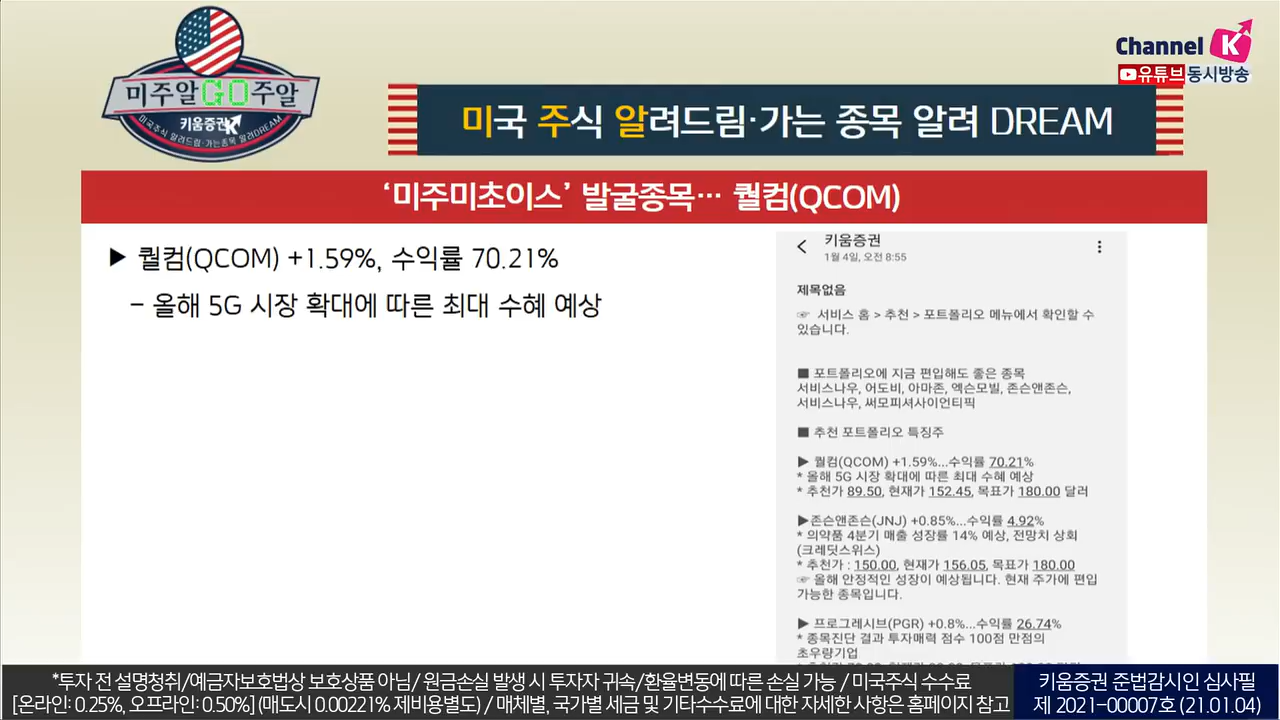 미주알GO주알
키움증권
미국주식 알려드림·가는종목 알려DREAM
Channel K
유튜브동시방송
미국 주식 알려드림·가는 종목 알려 DREAM
‘미주미초이스’ 발굴종목… 퀄컴(QCOM)
▶ 퀄컴(QCOM) +1.59%, 수익률 70.21%
– 올해 5G 시장 확대에 따른 최대 수혜 예상
키움증권
1월 4일, 오전 8:55
제목없음
☞ 서비스 홈 > 추천 > 포트폴리오 메뉴에서 확인할 수
있습니다.
■ 포트폴리오에 지금 편입해도 좋은 종목
서비스나우, 어도비, 아마존, 엑슨모빌, 존슨앤존슨,
서비스나우, 써모피셔사이언티픽
■ 추천 포트폴리오 특징주
▶ 퀄컴(QCOM) +1.59%...수익률 70.21%
* 올해 5G 시장 확대에 따른 최대 수혜 예상
* 추천가 89.50, 현재가 152.45, 목표가 180.00 달러
▶존슨앤존슨(JNJ) +0.85%...수익률 4.92%
* 의약품 4분기 매출 성장률 14% 예상, 전망치 상회
(크레딧스위스)
* 추천가 : 150.00, 현재가 156.05, 목표가 180.00
☞ 올해 안정적인 성장이 예상됩니다. 현재 주가에 편입
가능한 종목입니다.
▶ 프로그레시브(PGR) +0.8%...수익률 26.74%
* 종목진단 결과 투자매력 점수 100점 만점의
초우량기업
*투자 전 설명청취/예금자보호법상 보호상품 아님/ 원금손실 발생 시 투자자 귀속/환율변동에 따른 손실 가능 / 미국주식 수수료
[온라인: 0.25%, 오프라인: 0.50%] (매도시 0.00221% 제비용별도) / 매체별, 국가별 세금 및 기타수수료에 대한 자세한 사항은 홈페이지 참고
키움증권 준법감시인 심사필
제 2021-00007호 (21.01.04)